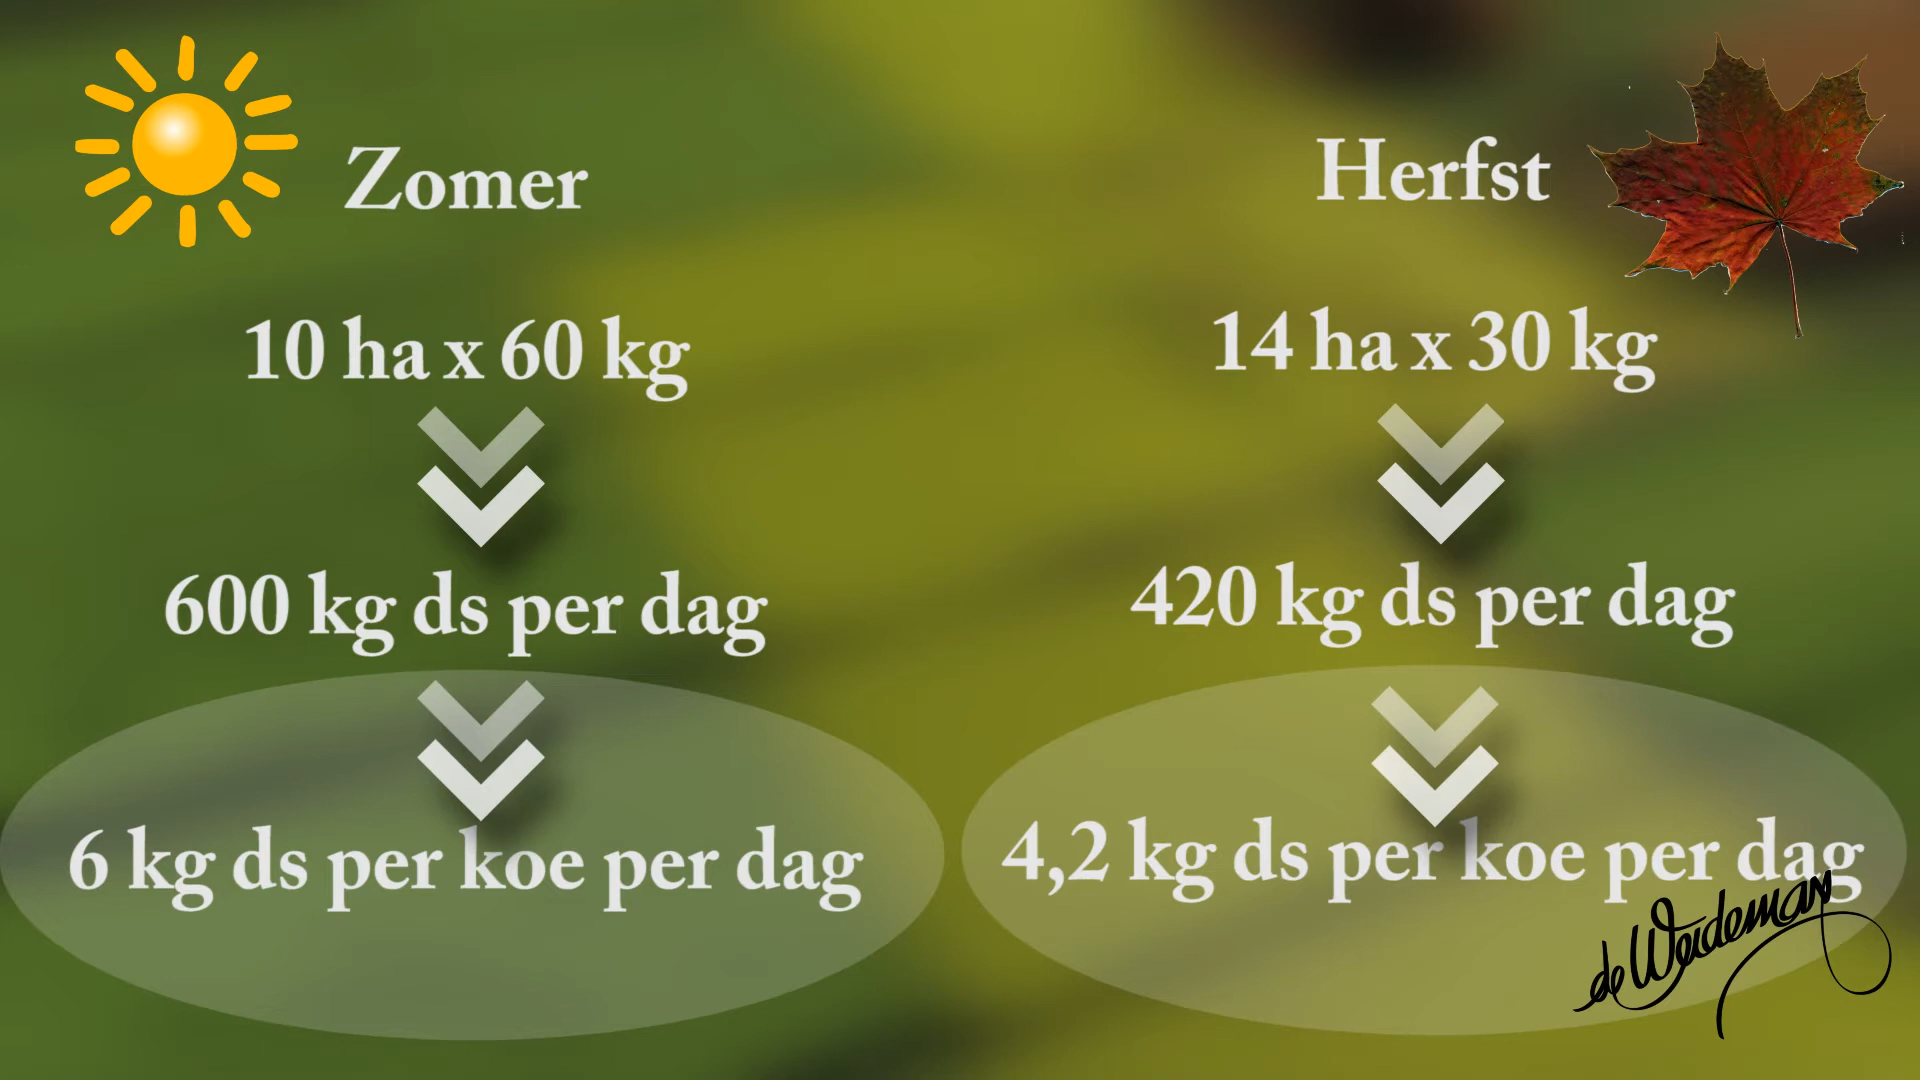 Zomer
10 ha x 60 kg
600 kg ds per dag
6 kg ds per koe per dag
Herfst
14 ha x 30 kg
420 kg ds per dag
4,2 kg ds per koe per dag
de Weideman